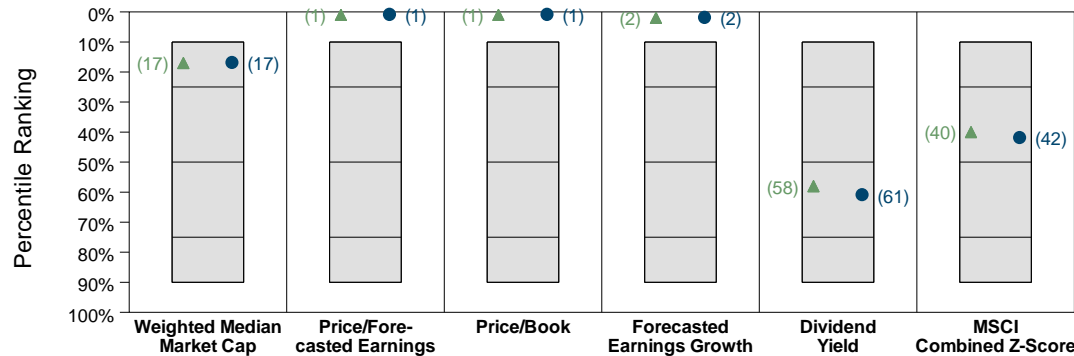 Percentile Ranking
0%
10%
20%
30%
40%
50%
60%
70%
80%
90%
100%
(17)
(17)
(1)
(1)
(1)
(1)
(2)
(2)
(58)
(61)
(40)
(42)
Weighted Median
Market Cap
Price/Fore-
casted Earnings
Price/Book
Forecasted
Earnings Growth
Dividend
Yield
MSCI
Combined Z-Score